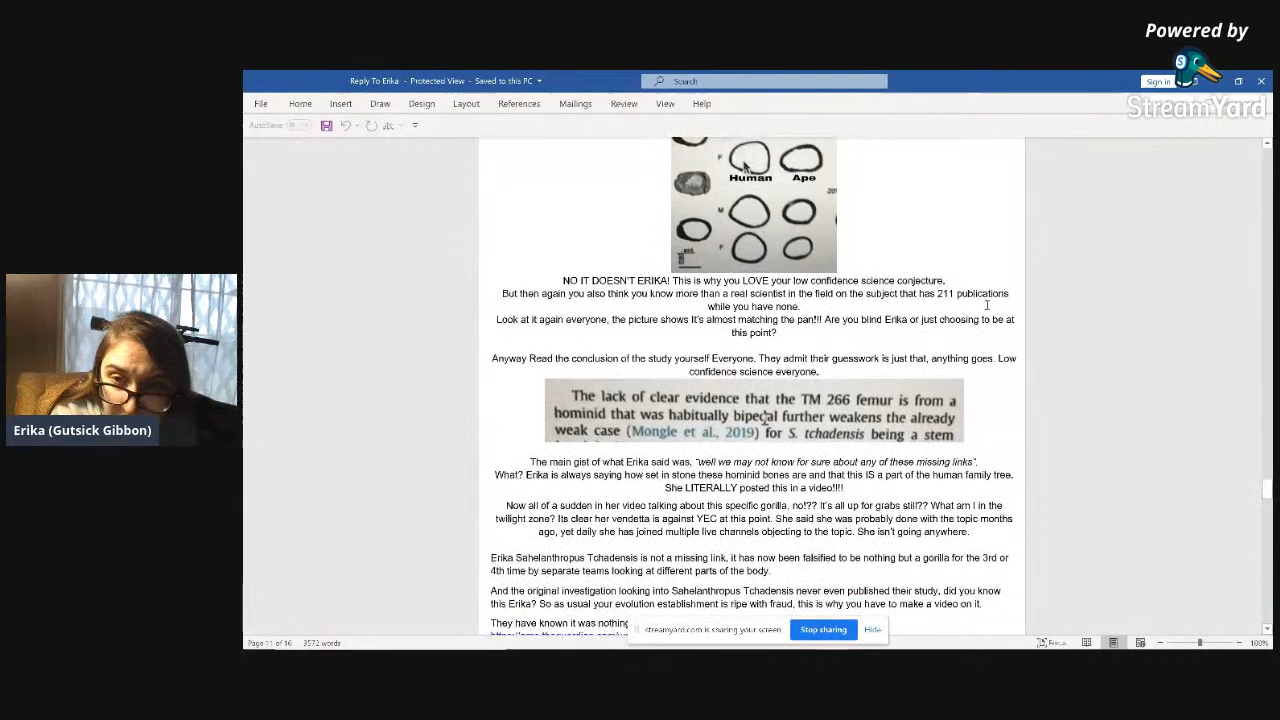 Powered by
StreamYard
Reply To Erika - Protected View - Saved to this PC
Search
Sign in
File Home Insert Draw Design Layout References Mailings Review View Help
AutoSave
F
Human Ape
M
F
NO IT DOESN'T ERIKA! This is why you LOVE your low confidence science conjecture.
But then again you also think you know more than a real scientist in the field on the subject that has 211 publications
while you have none.
Look at it again everyone, the picture shows It's almost matching the pan!!! Are you blind Erika or just choosing to be at
this point?
Anyway Read the conclusion of the study yourself Everyone. They admit their guesswork is just that, anything goes. Low
confidence science everyone.
The lack of clear evidence that the TM 266 femur is from a
hominid that was habitually bipedal further weakens the already
weak case (Mongle et al., 2019) for S. tchadensis being a stem
The main gist of what Erika said was, "well we may not know for sure about any of these missing links".
What? Erika is always saying how set in stone these hominid bones are and that this IS a part of the human family tree.
She LITERALLY posted this in a video!!!!
Now all of a sudden in her video talking about this specific gorilla, no!?? It's all up for grabs still?? What am I in the
twilight zone? Its clear her vendetta is against YEC at this point. She said she was probably done with the topic months
ago, yet daily she has joined multiple live channels objecting to the topic. She isn't going anywhere.
Erika Sahelanthropus Tchadensis is not a missing link, it has now been falsified to be nothing but a gorilla for the 3rd or
4th time by separate teams looking at different parts of the body.
And the original investigation looking into Sahelanthropus Tchadensis never even published their study, did you know
this Erika? So as usual your evolution establishment is ripe with fraud, this is why you have to make a video on it.
They have known it was nothing
streamyard.com is sharing your screen.
Stop sharing
Hide
Erika (Gutsick Gibbon)
Page 11 of 16 3572 words
Focus
100%